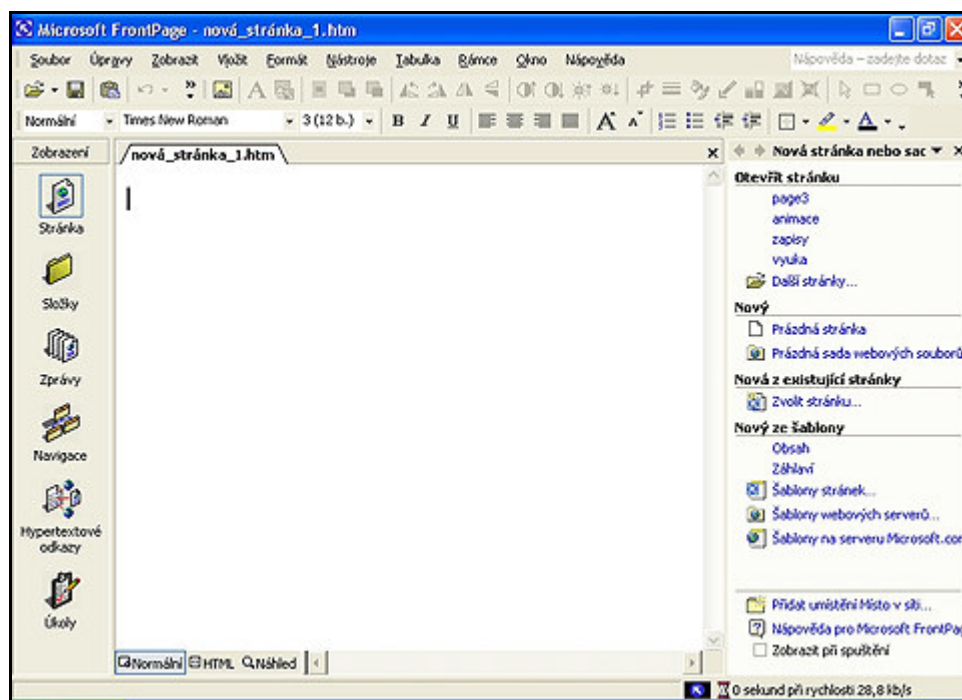 Microsoft FrontPage - nová_stránka_1.htm
Soubor Úpravy Zobrazit Vložit Formát Nástroje Tabulka Rámce Okno Nápověda Nápověda – zadejte dotaz
Normální Times New Roman 3 (12 b.) B I U
Zobrazení
nová_stránka_1.htm
Nová stránka nebo sac
Stránka
Složky
Zprávy
Navigace
Hypertextové
odkazy
Úkoly
Otevřít stránku
page3
animace
zapisy
vyuka
Další stránky...
Nový
Prázdná stránka
Prázdná sada webových souborů
Nová z existující stránky
Zvolit stránku...
Nový ze šablony
Obsah
Záhlaví
Šablony stránek...
Šablony webových serverů...
Šablony na serveru Microsoft.con
Přidat umístění Místo v síti...
Nápověda pro Microsoft FrontPag
Zobrazit při spuštění
Normální HTML Náhled
0 sekund při rychlosti 28,8 kb/s